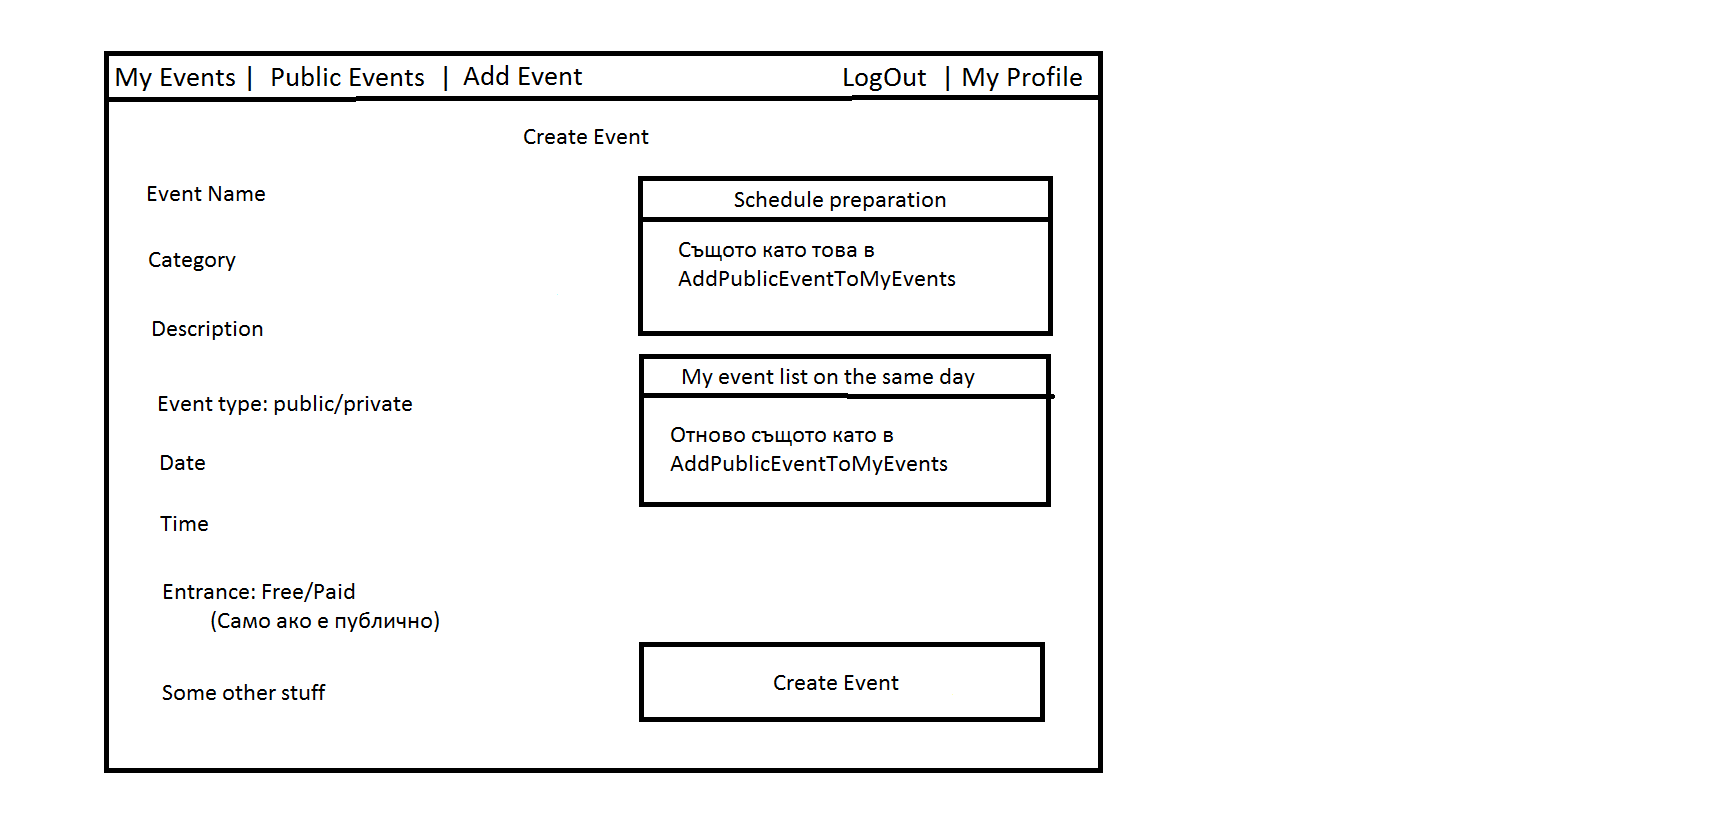 My Events | Public Events | Add Event LogOut | My Profile
Create Event
Event Name
Category
Description
Event type: public/private
Date
Time
Entrance: Free/Paid
(Само ако е публично)
Some other stuff
Schedule preparation
Същото като това в
AddPublicEventToMyEvents
My event list on the same day
Отново същото като в
AddPublicEventToMyEvents
Create Event